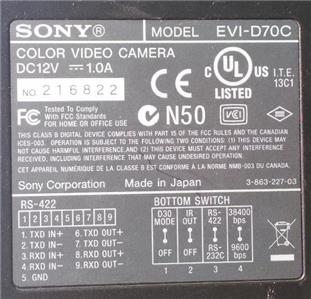 SONY® MODEL EVI-D70C
COLOR VIDEO CAMERA
DC12V ⎓ 1.0A
NO. 216822
CE
C UL US
LISTED
I.T.E.
13C1
FC Tested To Comply
With FCC Standards
FOR HOME OR OFFICE USE
N50
VCI
THIS CLASS B DIGITAL DEVICE COMPLIES WITH PART 15 OF THE FCC RULES AND THE CANADIAN
ICES-003. OPERATION IS SUBJECT TO THE FOLLOWING TWO CONDITIONS: (1) THIS DEVICE MAY
NOT CAUSE HARMFUL INTERFERENCE, AND (2) THIS DEVICE MUST ACCEPT ANY INTERFERENCE
RECEIVED, INCLUDING INTERFERENCE THAT MAY CAUSE UNDESIRED OPERATION.
CET APPAREIL NUMÉRIQUE DE LA CLASSE B EST CONFORME À LA NORME NMB-003 DU CANADA.
Sony Corporation Made in Japan 3-863-227-03
RS-422
1 2 3 4 5 6 7 8 9
1. TXD IN- 6. TXD OUT-
2. TXD IN+ 7. TXD OUT+
3. RXD IN- 8. RXD OUT-
4. RXD IN+ 9. RXD OUT+
5. GND
BOTTOM SWITCH
D30 MODE IR OUT RS-422 38400 bps
OFF OFF RS-232C 9600 bps
1 2 3 4